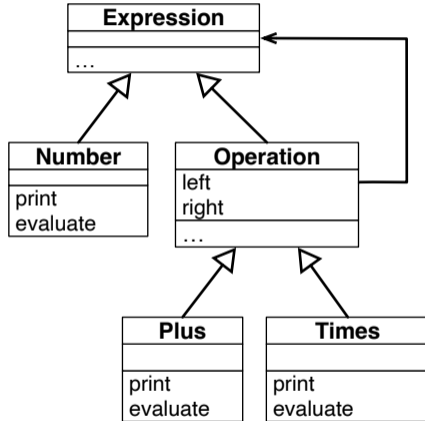 Expression
...
Number
print
evaluate
Operation
left
right
...
Plus
print
evaluate
Times
print
evaluate